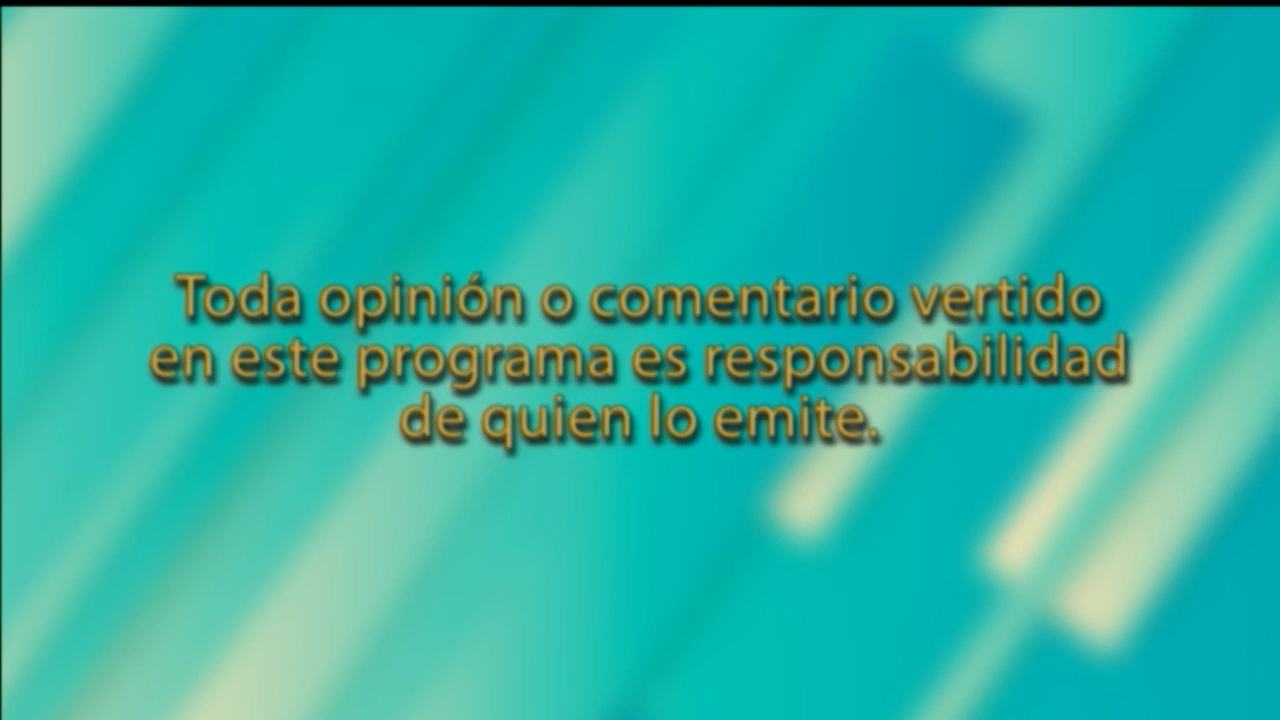 Toda opinión o comentario vertido
en este programa es responsabilidad
de quien lo emite.